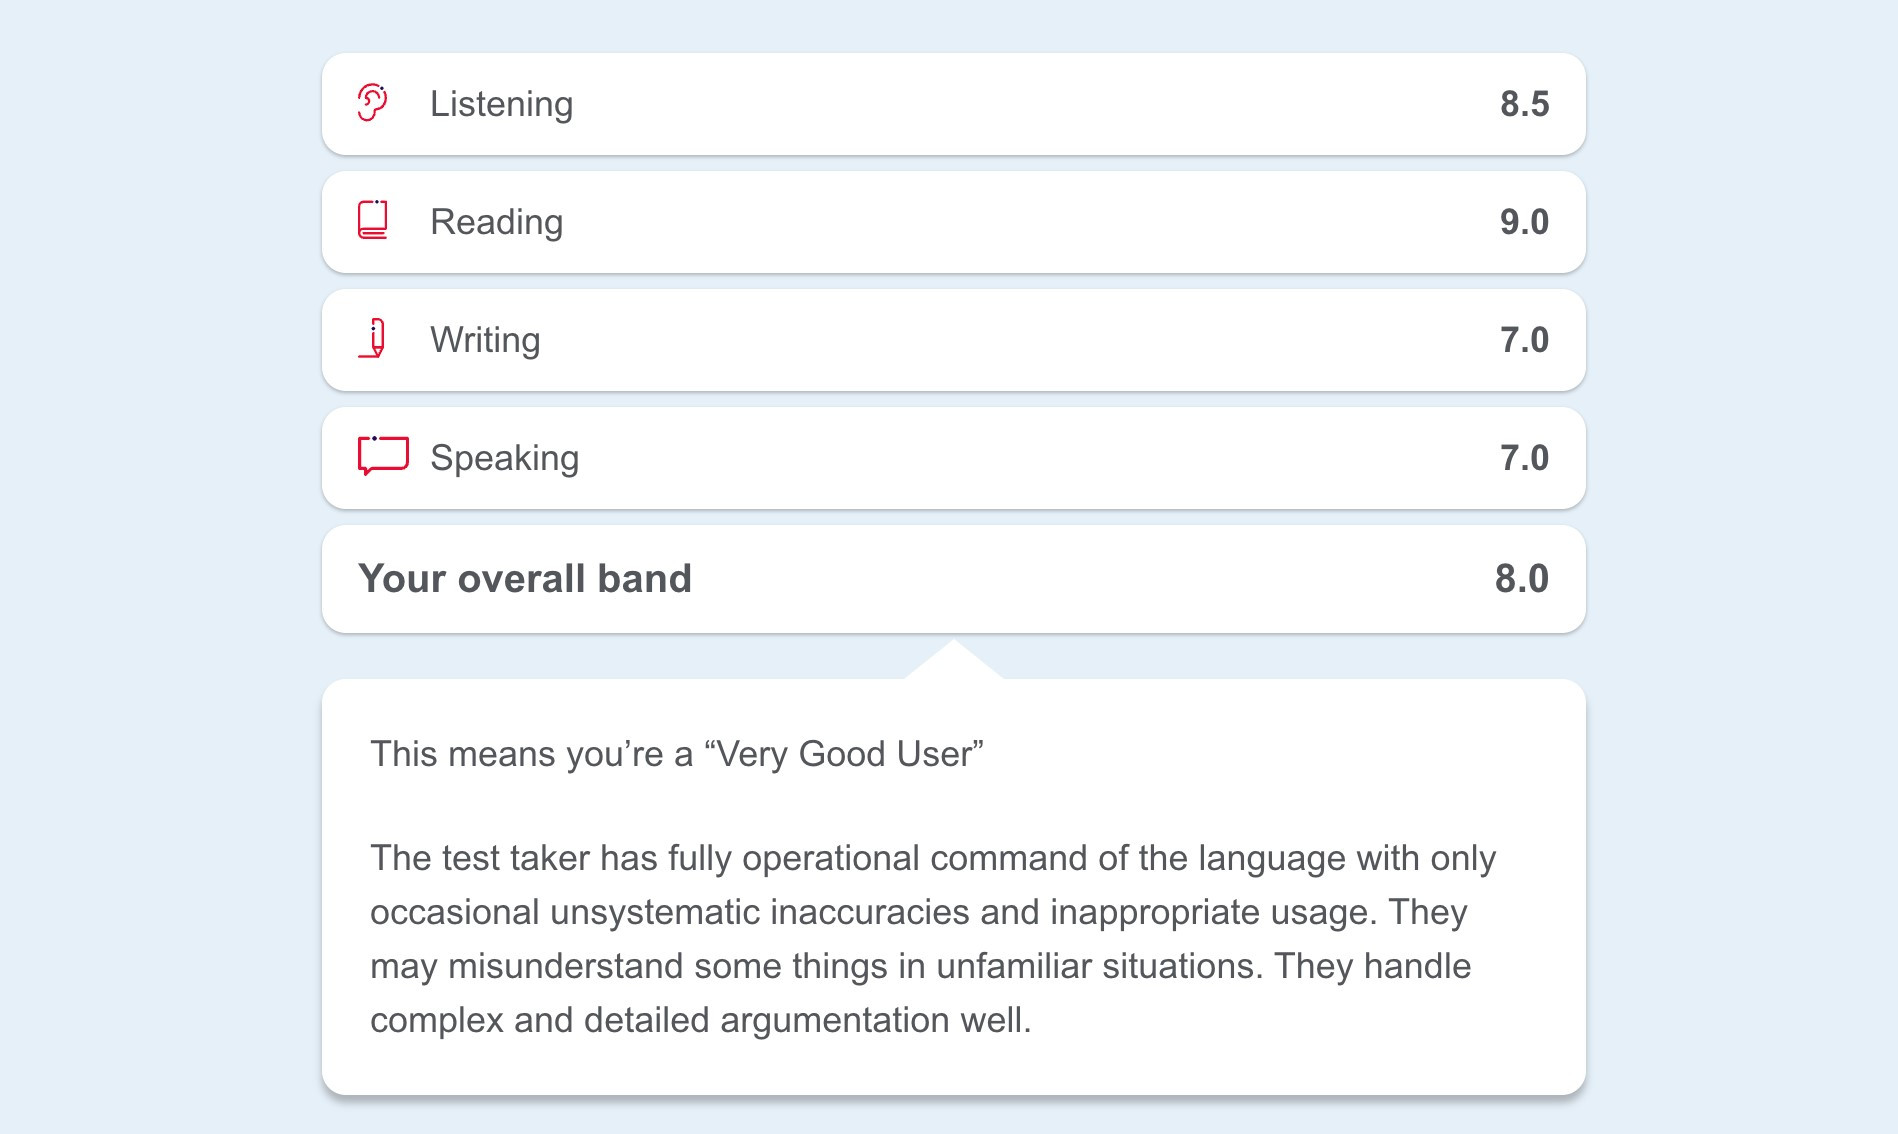 Listening 8.5
Reading 9.0
Writing 7.0
Speaking 7.0
Your overall band 8.0
This means you’re a “Very Good User”
The test taker has fully operational command of the language with only
occasional unsystematic inaccuracies and inappropriate usage. They
may misunderstand some things in unfamiliar situations. They handle
complex and detailed argumentation well.